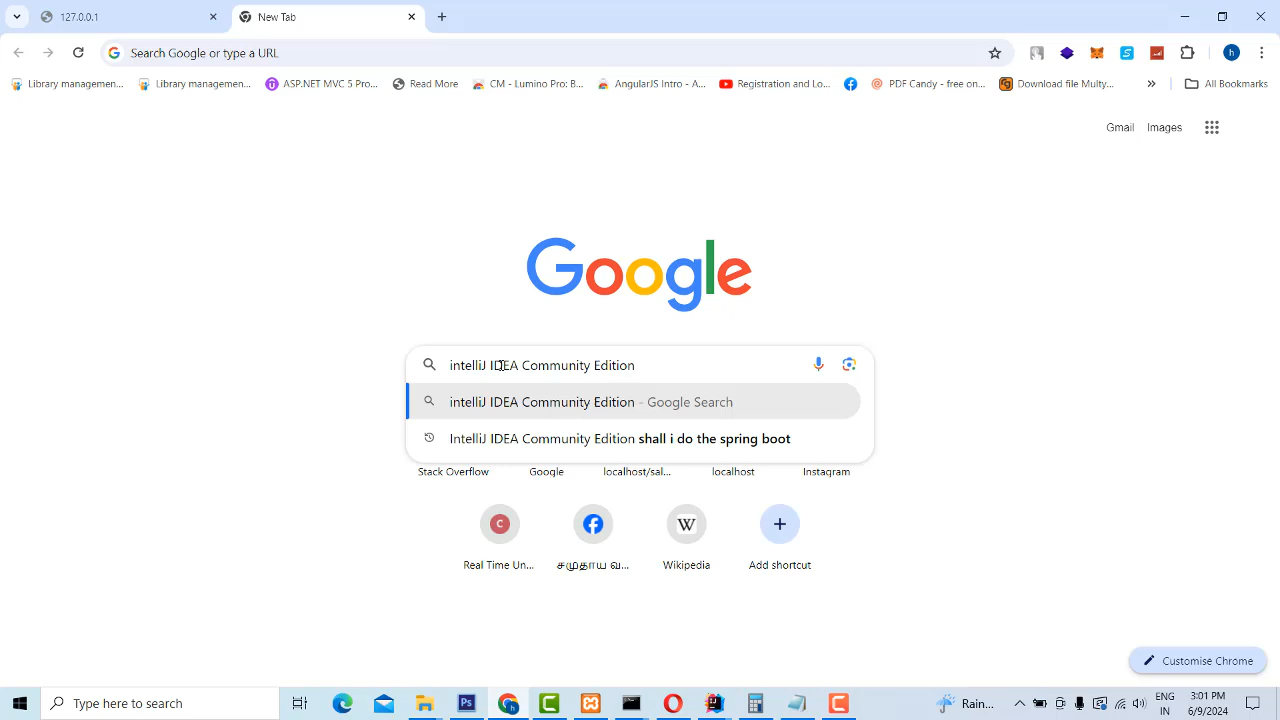 127.0.0.1
New Tab
Search Google or type a URL
h
Library managemen...
Library managemen...
ASP.NET MVC 5 Pro...
Read More
CM - Lumino Pro: B...
AngularJS Intro - A...
Registration and Lo...
PDF Candy - free on...
Download file Multy...
All Bookmarks
Gmail
Images
Google
intelliJ IDEA Community Edition
intelliJ IDEA Community Edition - Google Search
IntelliJ IDEA Community Edition shall i do the spring boot
Stack Overflow
Google
localhost/sal...
localhost
Instagram
C
W
Real Time Un...
சமுதாய வ...
Wikipedia
Add shortcut
Customise Chrome
Type here to search
Ps
h
C
C
Rain...
ENG
IN
3:01 PM
6/9/2024